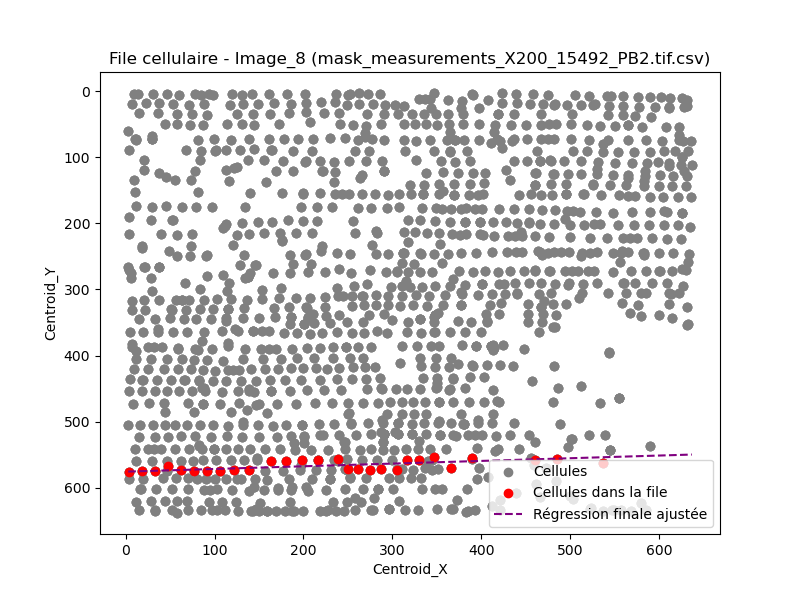 File cellulaire - Image_8 (mask_measurements_X200_15492_PB2.tif.csv)
Centroid_Y
0
100
200
300
400
500
600
Cellules
Cellules dans la file
Régression finale ajustée
0 100 200 300 400 500 600
Centroid_X